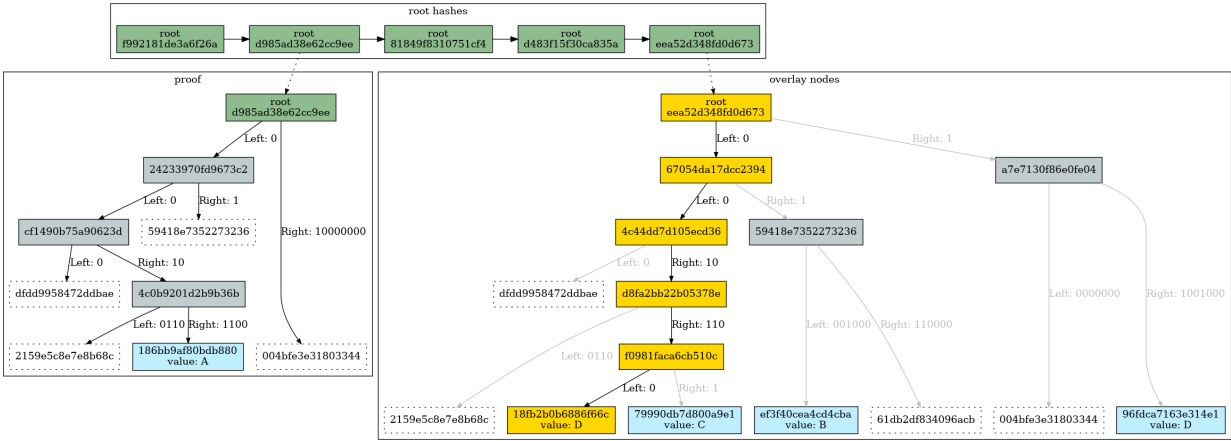 root hashes
root
f992181de3a6f26a
root
d985ad38e62cc9ee
root
81849f8310751cf4
root
d483f15f30ca835a
root
eea52d348fd0d673
proof
root
d985ad38e62cc9ee
Left: 0
24233970fd9673c2
Left: 0
Right: 1
Right: 10000000
cf1490b75a90623d
59418e7352273236
Left: 0
Right: 10
dfdd9958472ddbae
4c0b9201d2b9b36b
Left: 0110
Right: 1100
2159e5c8e7e8b68c
186bb9af80bdb880
value: A
004bfe3e31803344
overlay nodes
root
eea52d348fd0d673
Left: 0
Right: 1
67054da17dcc2394
a7e7130f86e0fe04
Left: 0
Right: 1
4c44dd7d105ecd36
59418e7352273236
Left: 0
Right: 10
dfdd9958472ddbae
d8fa2bb22b05378e
Left: 0000000
Right: 1001000
Right: 110
Left: 001000
Right: 110000
Left: 0110
f0981faca6cb510c
Left: 0
Right: 1
2159e5c8e7e8b68c
18fb2b0b6886f66c
value: D
79990db7d800a9e1
value: C
ef3f40cea4cd4cba
value: B
61db2df834096acb
004bfe3e31803344
96fdca7163e314e1
value: D